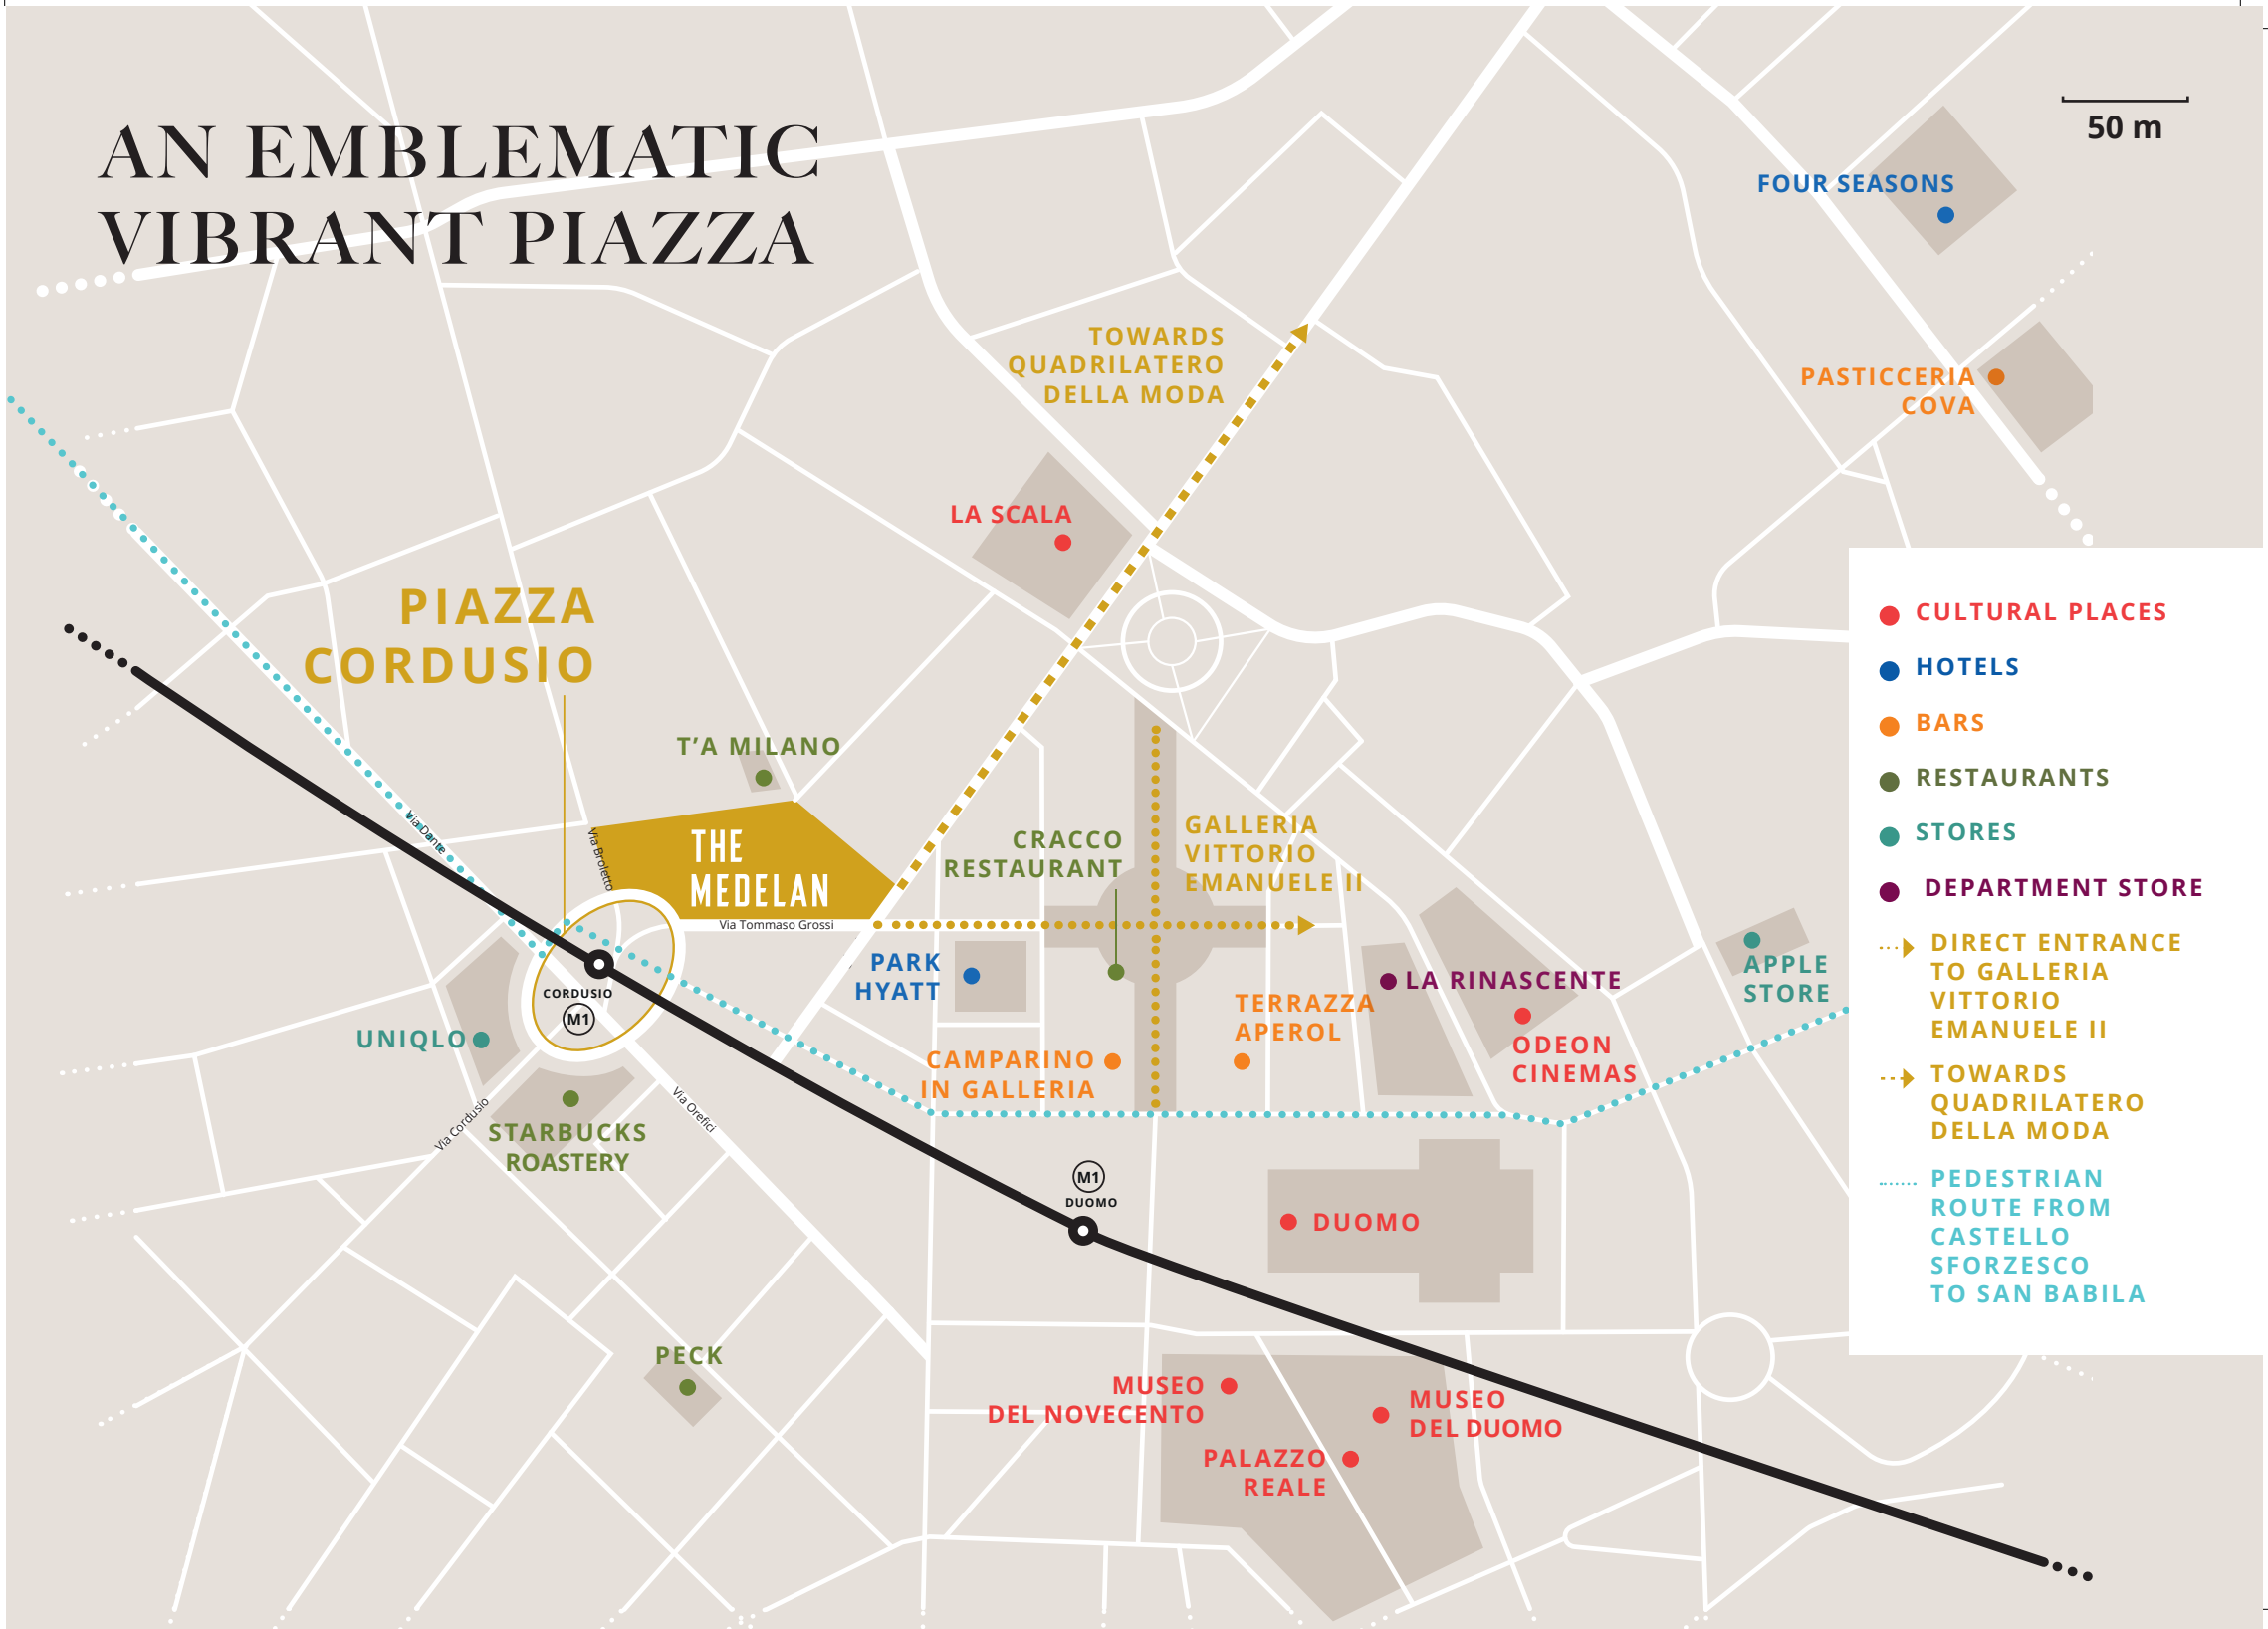 AN EMBLEMATIC
VIBRANT PIAZZA
50 m
FOUR SEASONS
PASTICCERIA
COVA
TOWARDS
QUADRILATERO
DELLA MODA
LA SCALA
PIAZZA
CORDUSIO
T'A MILANO
THE
MEDELAN
Via Dante
Via Broletto
Via Tommaso Grossi
CRACCO
RESTAURANT
GALLERIA
VITTORIO
EMANUELE II
PARK
HYATT
LA RINASCENTE
APPLE
STORE
TERRAZZA
APEROL
ODEON
CINEMAS
CAMPARINO
IN GALLERIA
CORDUSIO
M1
UNIQLO
Via Cordusio
Via Orefici
STARBUCKS
ROASTERY
M1
DUOMO
DUOMO
PECK
MUSEO
DEL NOVECENTO
MUSEO
DEL DUOMO
PALAZZO
REALE
CULTURAL PLACES
HOTELS
BARS
RESTAURANTS
STORES
DEPARTMENT STORE
DIRECT ENTRANCE
TO GALLERIA
VITTORIO
EMANUELE II
TOWARDS
QUADRILATERO
DELLA MODA
PEDESTRIAN
ROUTE FROM
CASTELLO
SFORZESCO
TO SAN BABILA